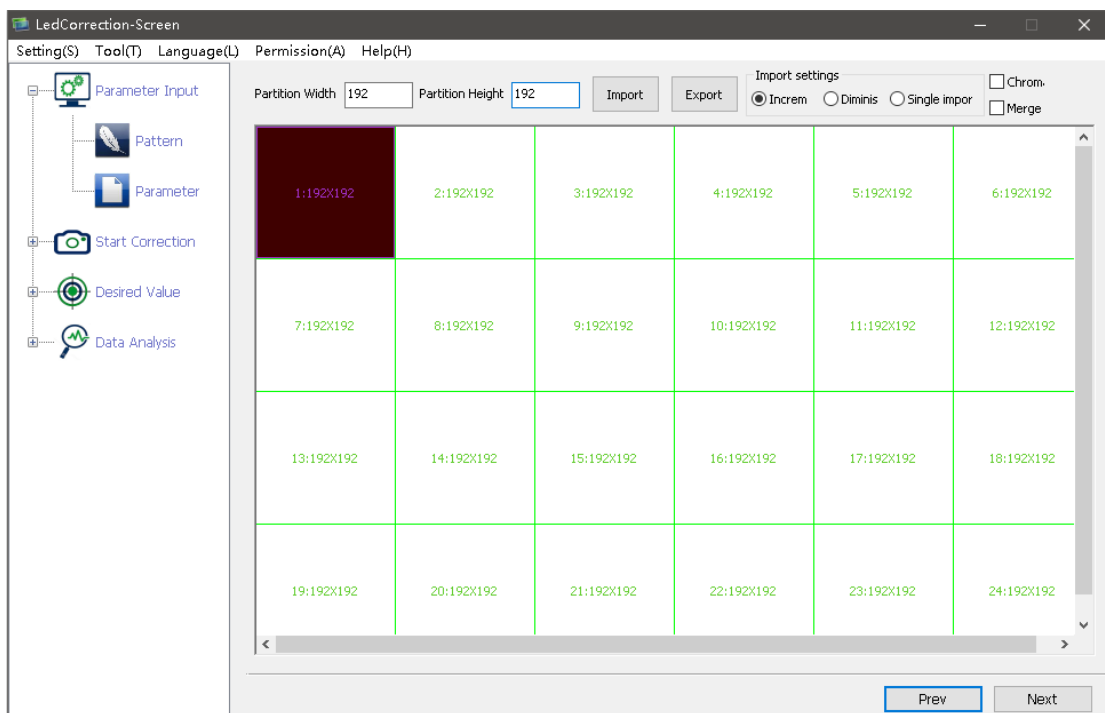 LedCorrection-Screen
Setting(S) Tool(T) Language(L) Permission(A) Help(H)
Parameter Input
Pattern
Parameter
Start Correction
Desired Value
Data Analysis
Partition Width 192 Partition Height 192 Import Export
Import settings
Increm Diminis Single impor
Chrom.
Merge
1:192X192 2:192X192 3:192X192 4:192X192 5:192X192 6:192X192
7:192X192 8:192X192 9:192X192 10:192X192 11:192X192 12:192X192
13:192X192 14:192X192 15:192X192 16:192X192 17:192X192 18:192X192
19:192X192 20:192X192 21:192X192 22:192X192 23:192X192 24:192X192
Prev Next